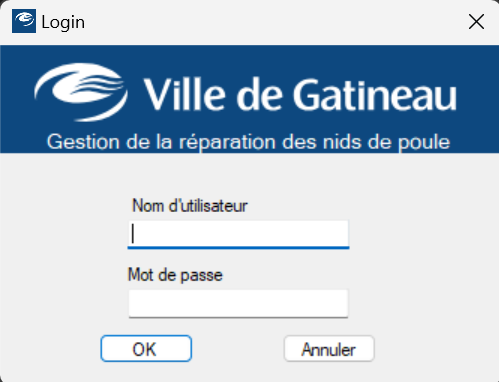 Login
Ville de Gatineau
Gestion de la réparation des nids de poule
Nom d'utilisateur
Mot de passe
OK
Annuler